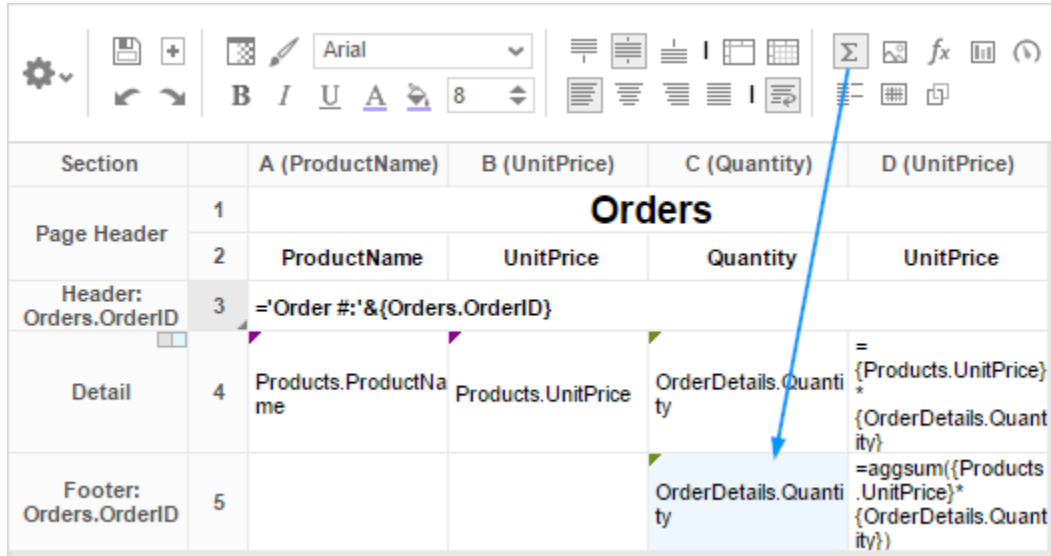 Arial
B I U A 8
Σ fx
Section A (ProductName) B (UnitPrice) C (Quantity) D (UnitPrice)
Page Header
1 Orders
2 ProductName UnitPrice Quantity UnitPrice
Header:
Orders.OrderID
3 ='Order #:'&{Orders.OrderID}
Detail
4
Products.ProductNa
me
Products.UnitPrice
OrderDetails.Quanti
ty
=
{Products.UnitPrice}
*
{OrderDetails.Quant
ity}
Footer:
Orders.OrderID
5
OrderDetails.Quanti
ty
=aggsum({Products
.UnitPrice}*
{OrderDetails.Quant
ity})